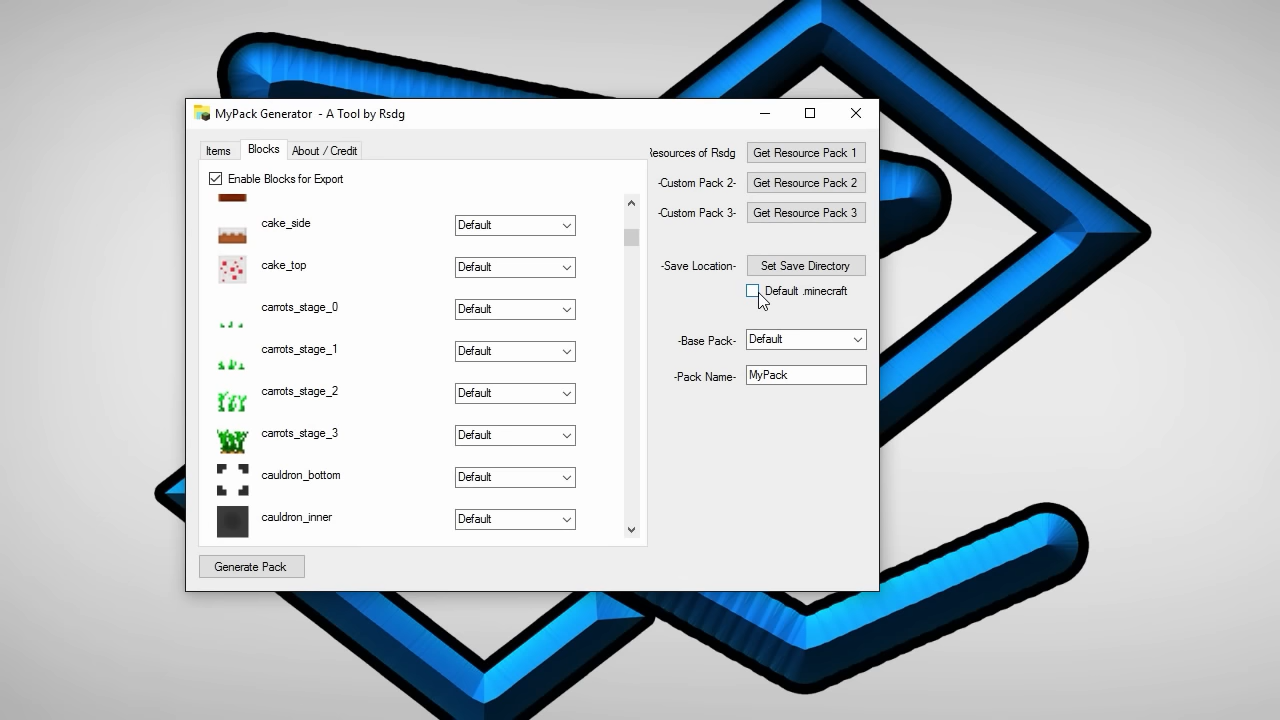 MyPack Generator - A Tool by Rsdg
Items Blocks About / Credit
Enable Blocks for Export
cake_side Default
cake_top Default
carrots_stage_0 Default
carrots_stage_1 Default
carrots_stage_2 Default
carrots_stage_3 Default
cauldron_bottom Default
cauldron_inner Default
Generate Pack
Resources of Rsdg Get Resource Pack 1
-Custom Pack 2- Get Resource Pack 2
-Custom Pack 3- Get Resource Pack 3
-Save Location- Set Save Directory
Default .minecraft
-Base Pack- Default
-Pack Name- MyPack